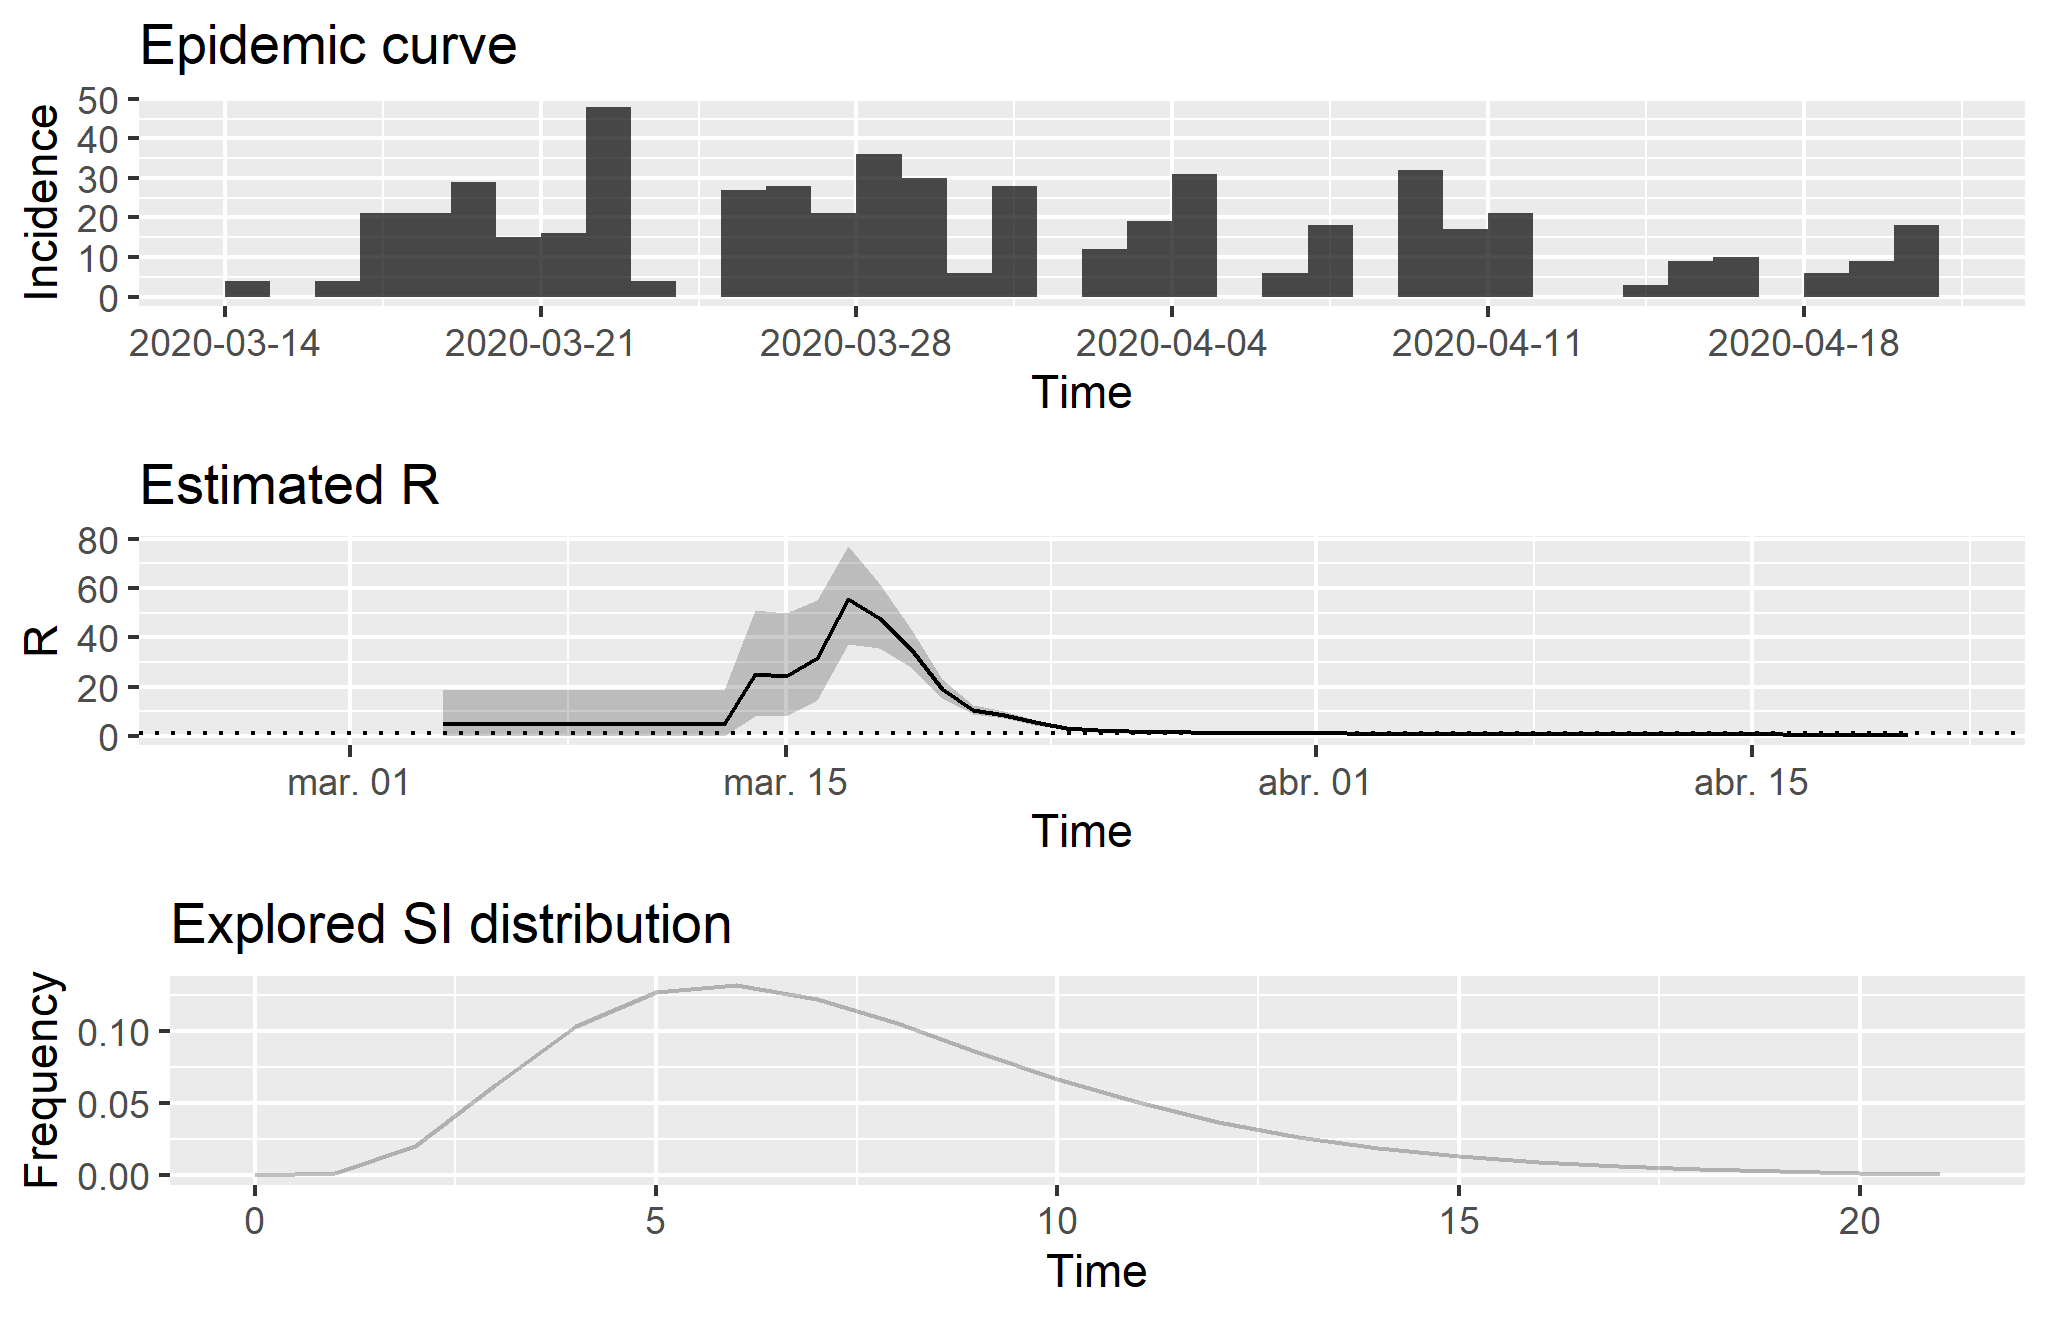 Epidemic curve
Incidence
50
40
30
20
10
0
2020-03-14 2020-03-21 2020-03-28 2020-04-04 2020-04-11 2020-04-18
Time
Estimated R
R
80
60
40
20
0
mar. 01 mar. 15 abr. 01 abr. 15
Time
Explored SI distribution
Frequency
0.10
0.05
0.00
0 5 10 15 20
Time